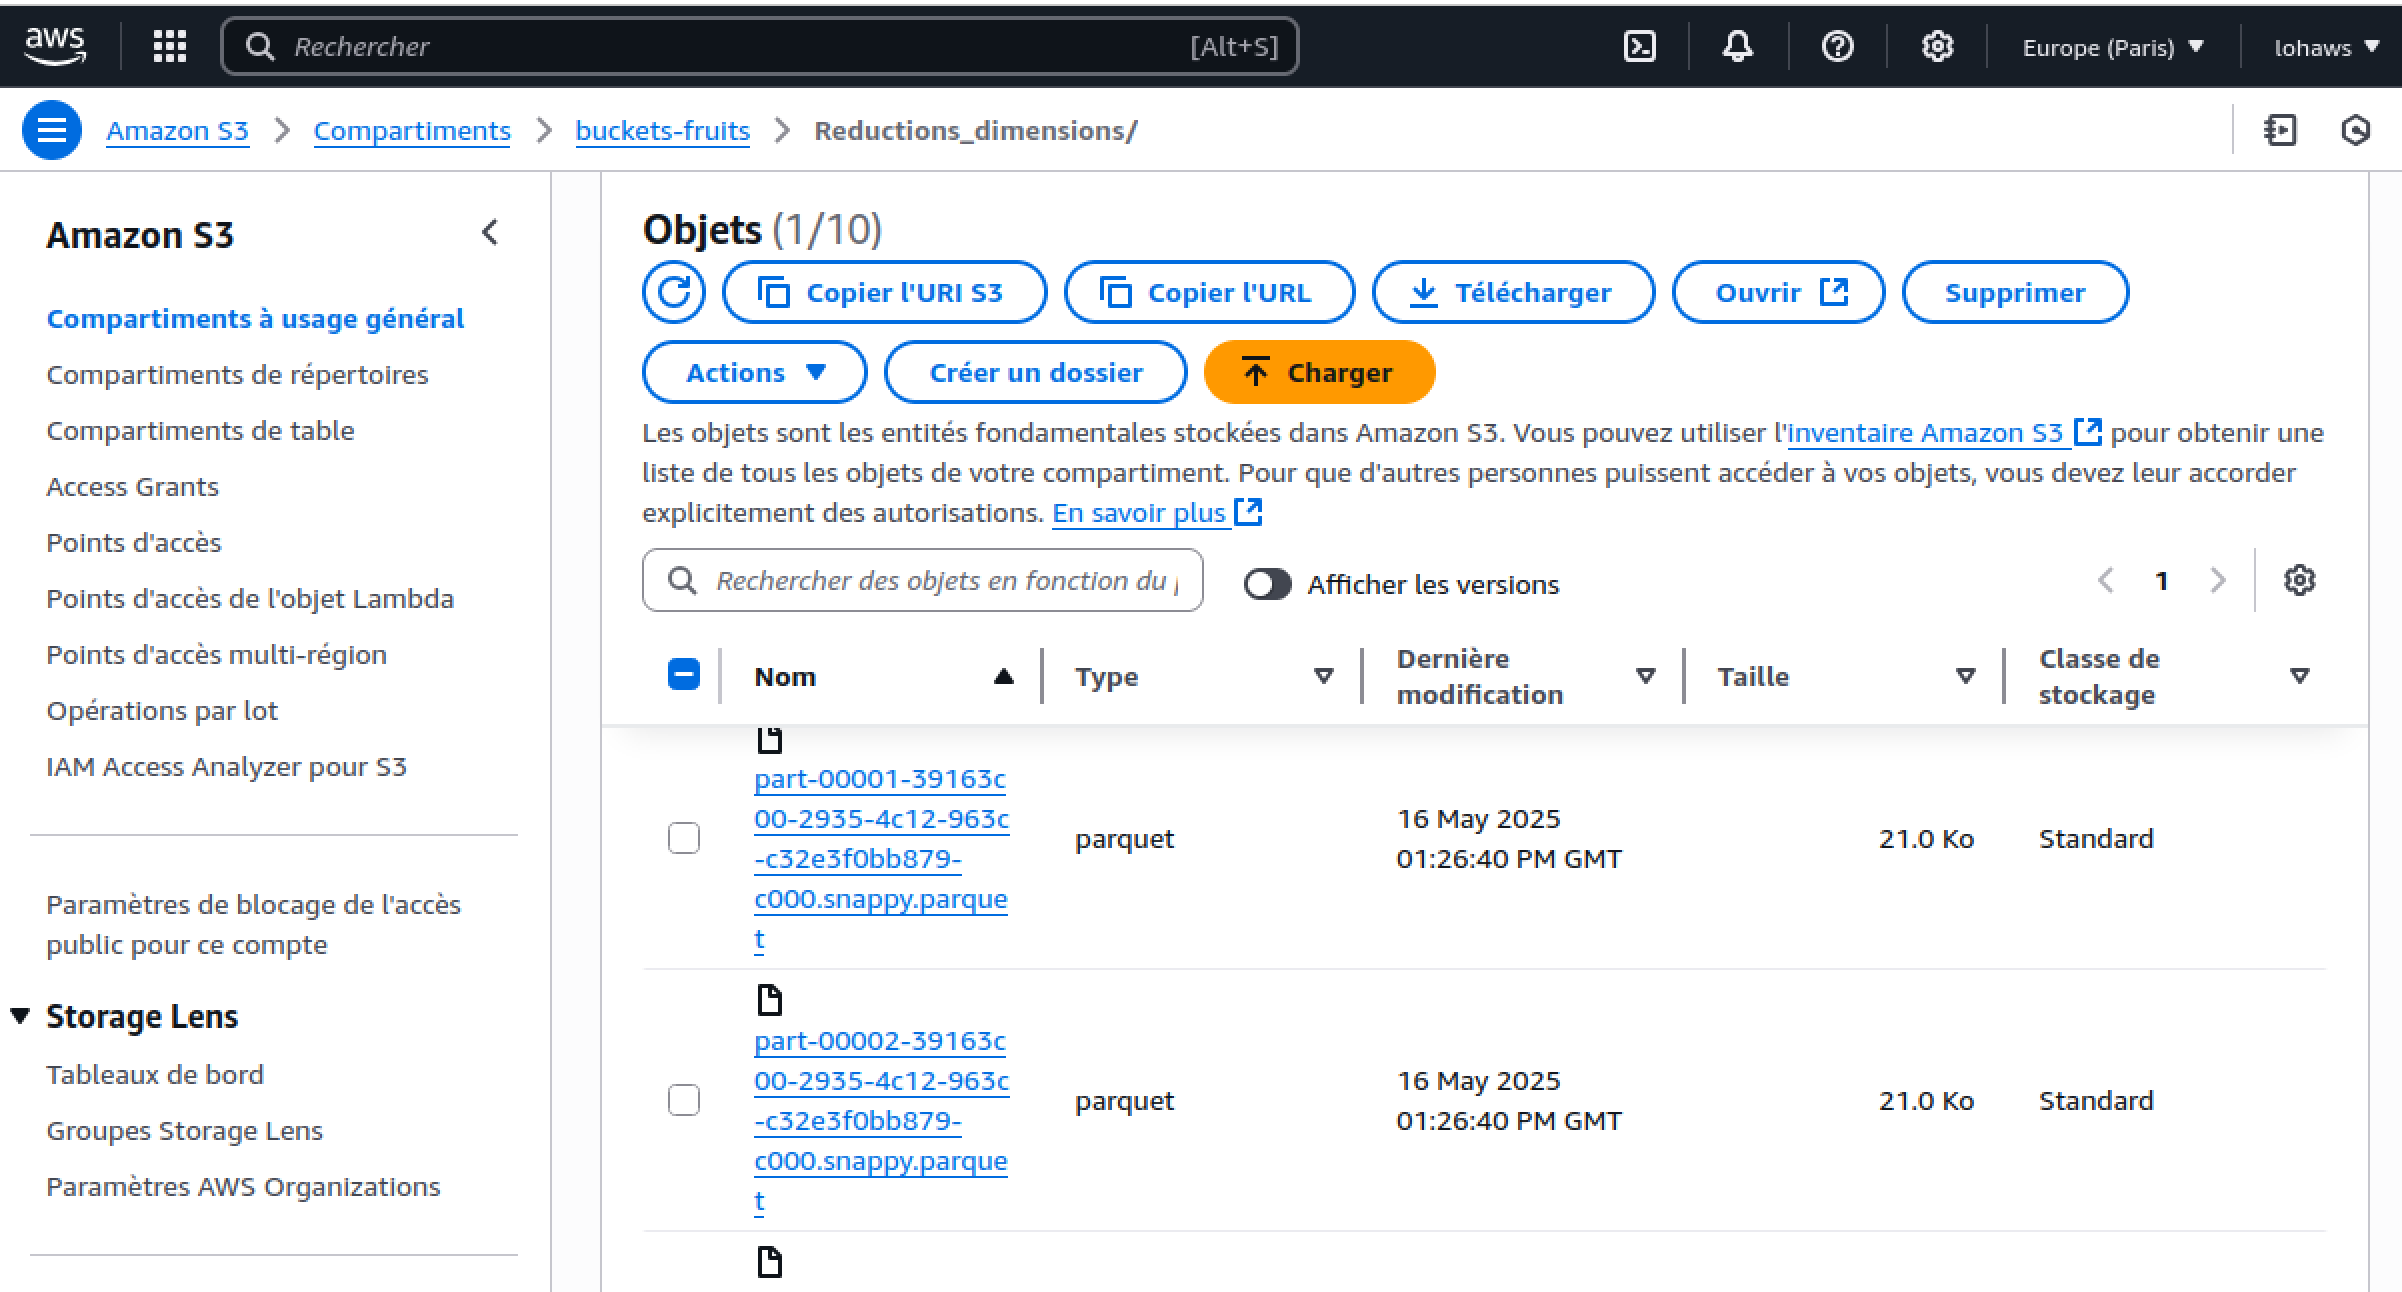 aws
Rechercher [Alt+S] Europe (Paris) lohaws
Amazon S3 Compartiments buckets-fruits Reductions_dimensions/
Amazon S3
Compartiments à usage général
Compartiments de répertoires
Compartiments de table
Access Grants
Points d'accès
Points d'accès de l'objet Lambda
Points d'accès multi-région
Opérations par lot
IAM Access Analyzer pour S3
Paramètres de blocage de l'accès
public pour ce compte
Storage Lens
Tableaux de bord
Groupes Storage Lens
Paramètres AWS Organizations
Objets (1/10)
Copier l'URI S3 Copier l'URL Télécharger Ouvrir Supprimer
Actions Créer un dossier Charger
Les objets sont les entités fondamentales stockées dans Amazon S3. Vous pouvez utiliser l'inventaire Amazon S3 pour obtenir une
liste de tous les objets de votre compartiment. Pour que d'autres personnes puissent accéder à vos objets, vous devez leur accorder
explicitement des autorisations. En savoir plus
Rechercher des objets en fonction du Afficher les versions 1
Nom Type Dernière modification Taille Classe de stockage
part-00001-39163c
00-2935-4c12-963c
-c32e3f0bb879-
c000.snappy.parque
t
parquet
16 May 2025
01:26:40 PM GMT
21.0 Ko
Standard
part-00002-39163c
00-2935-4c12-963c
-c32e3f0bb879-
c000.snappy.parque
t
parquet
16 May 2025
01:26:40 PM GMT
21.0 Ko
Standard